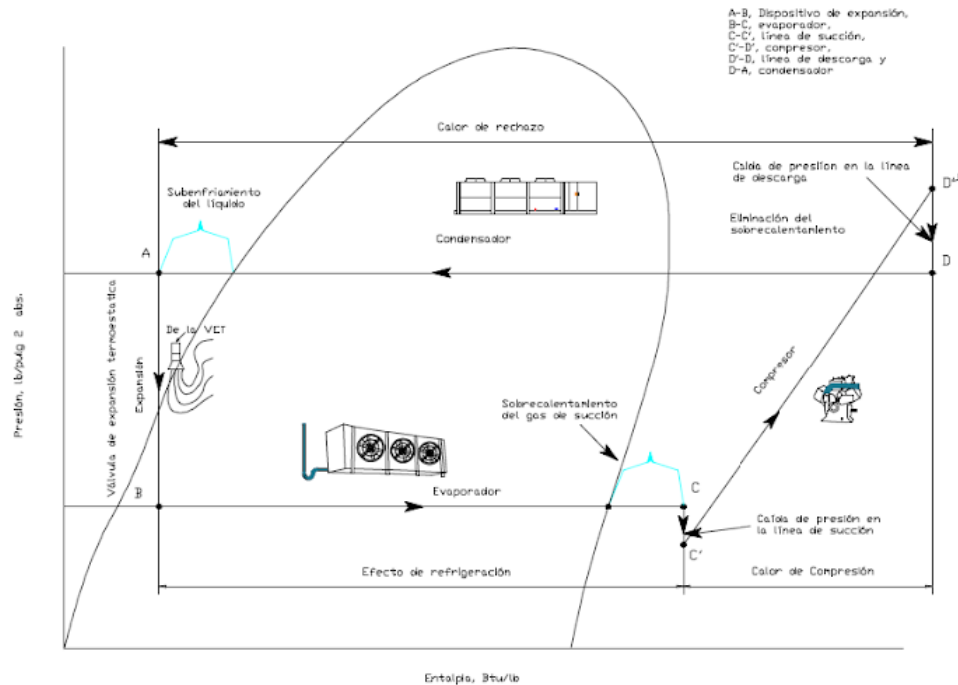 A-B, Dispositivo de expansión,
B-C, evaporador,
C-C', línea de succión,
C'-D', compresor,
D'-D, línea de descarga y
D-A, condensador
Calor de rechazo
Caída de presiíon en la línea
de descarga
D'
Subenfriamiento
del líquido
Eliminación del
sobrecalentamiento
Condensador
A
D
De la VET
Válvula de expansión termoestatica
Expansión
Presión, lb/pulg 2 abs.
Compresor
Sobrecalentamiento
del gas de succión
Evaporador
B
C
Caída de presión en
la línea de succión
C'
Efecto de refrigeración
Calor de Compresión
Entalpía, Btu/lb